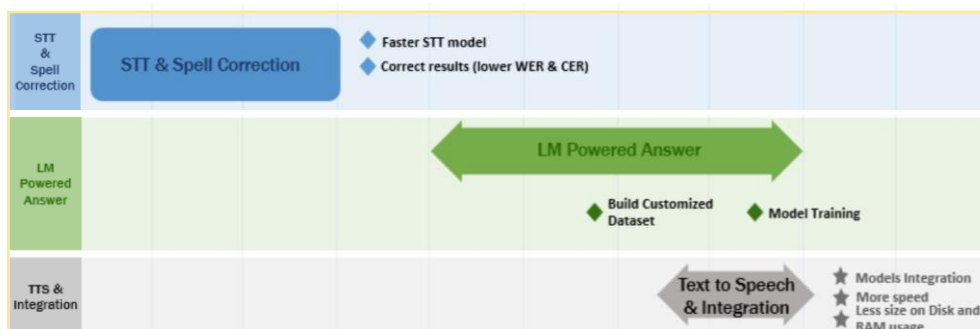 STT
&
Spell
Correction
STT & Spell Correction
Faster STT model
Correct results (lower WER & CER)
LM
Powered
Answer
LM Powered Answer
Build Customized
Dataset
Model Training
TTS &
Integration
Text to Speech
& Integration
Models Integration
More speed
Less size on Disk and
RAM usage